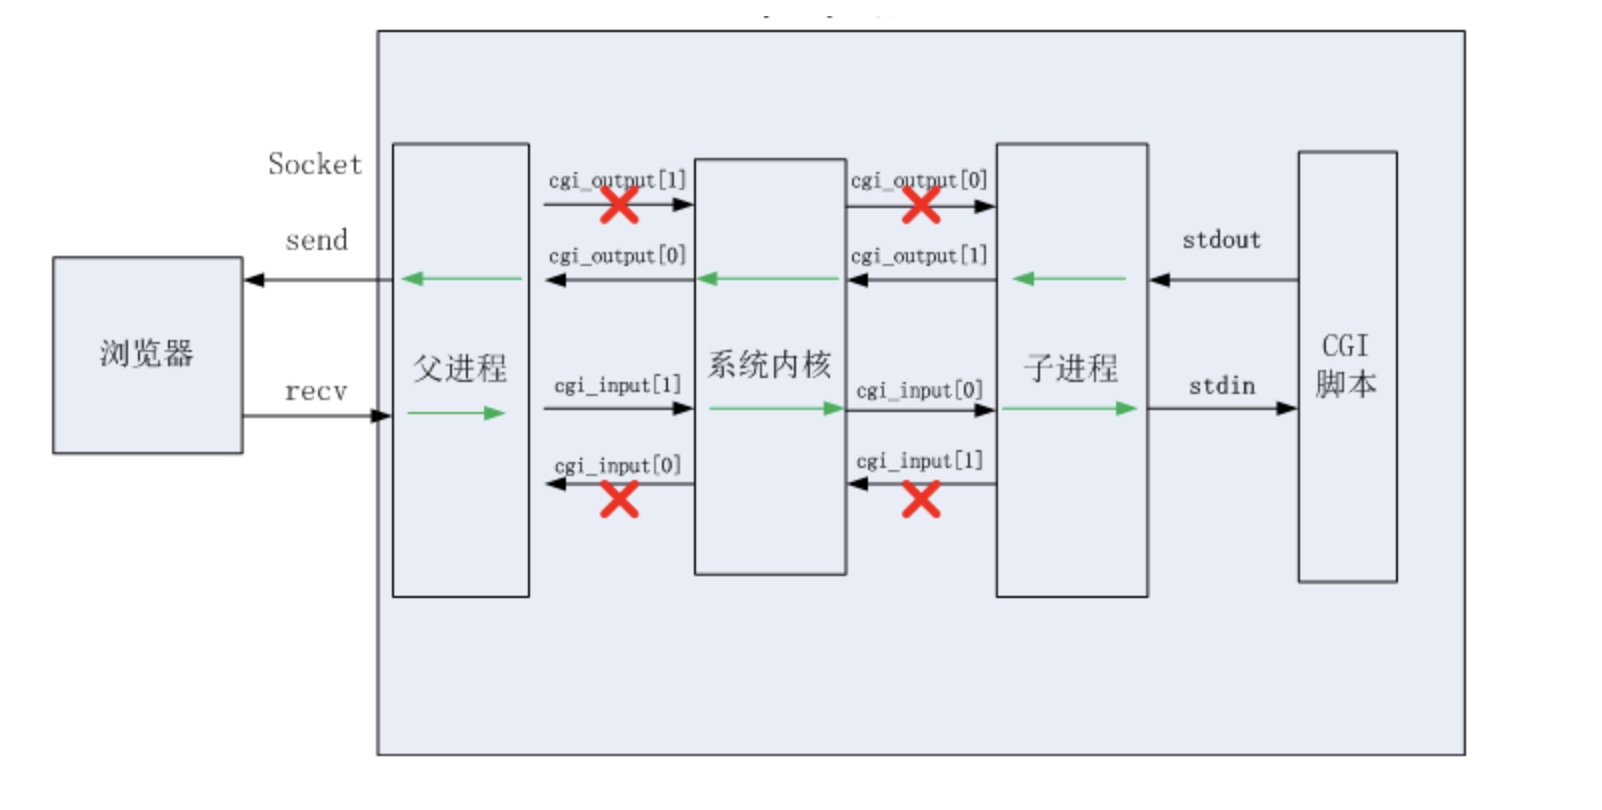 Socket
send
recv
浏览器
父进程
cgi_output[1]
cgi_output[0]
cgi_input[1]
cgi_input[0]
系统内核
cgi_output[0]
cgi_output[1]
cgi_input[0]
cgi_input[1]
子进程
stdout
stdin
CGI
脚本